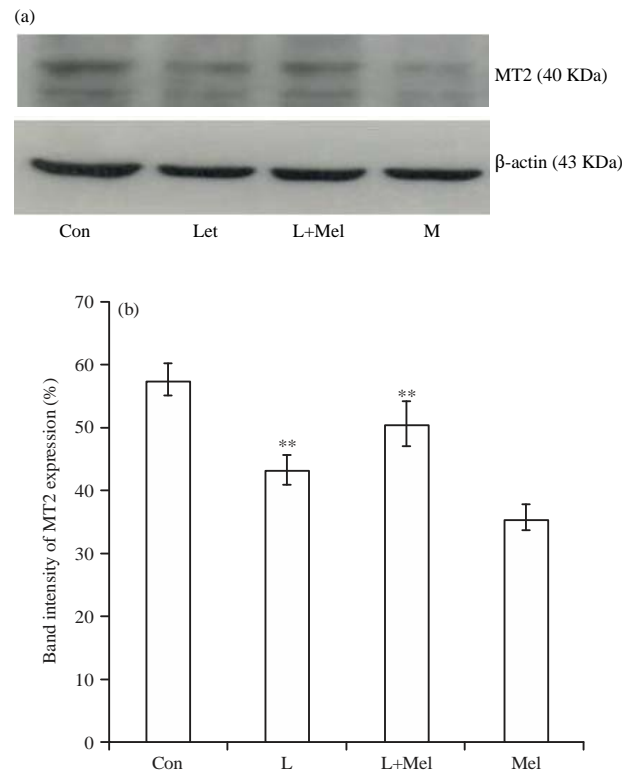 (a)
MT2 (40 KDa)
β-actin (43 KDa)
Con Let L+Mel M
(b)
Band intensity of MT2 expression (%)
70
60
50
40
30
20
10
0
** **
Con L L+Mel Mel